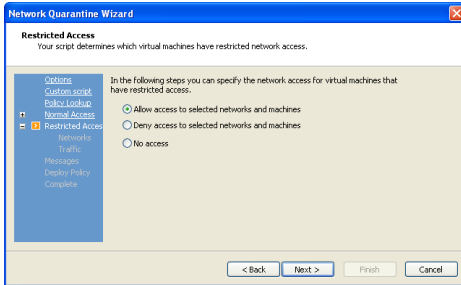 Network Quarantine Wizard
Restricted Access
Your script determines which virtual machines have restricted network access.
Options
Custom script
Policy Lookup
Normal Access
Restricted Acces
Networks
Traffic
Messages
Deploy Policy
Complete
In the following steps you can specify the network access for virtual machines that
have restricted access.
Allow access to selected networks and machines
Deny access to selected networks and machines
No access
< Back
Next >
Finish
Cancel